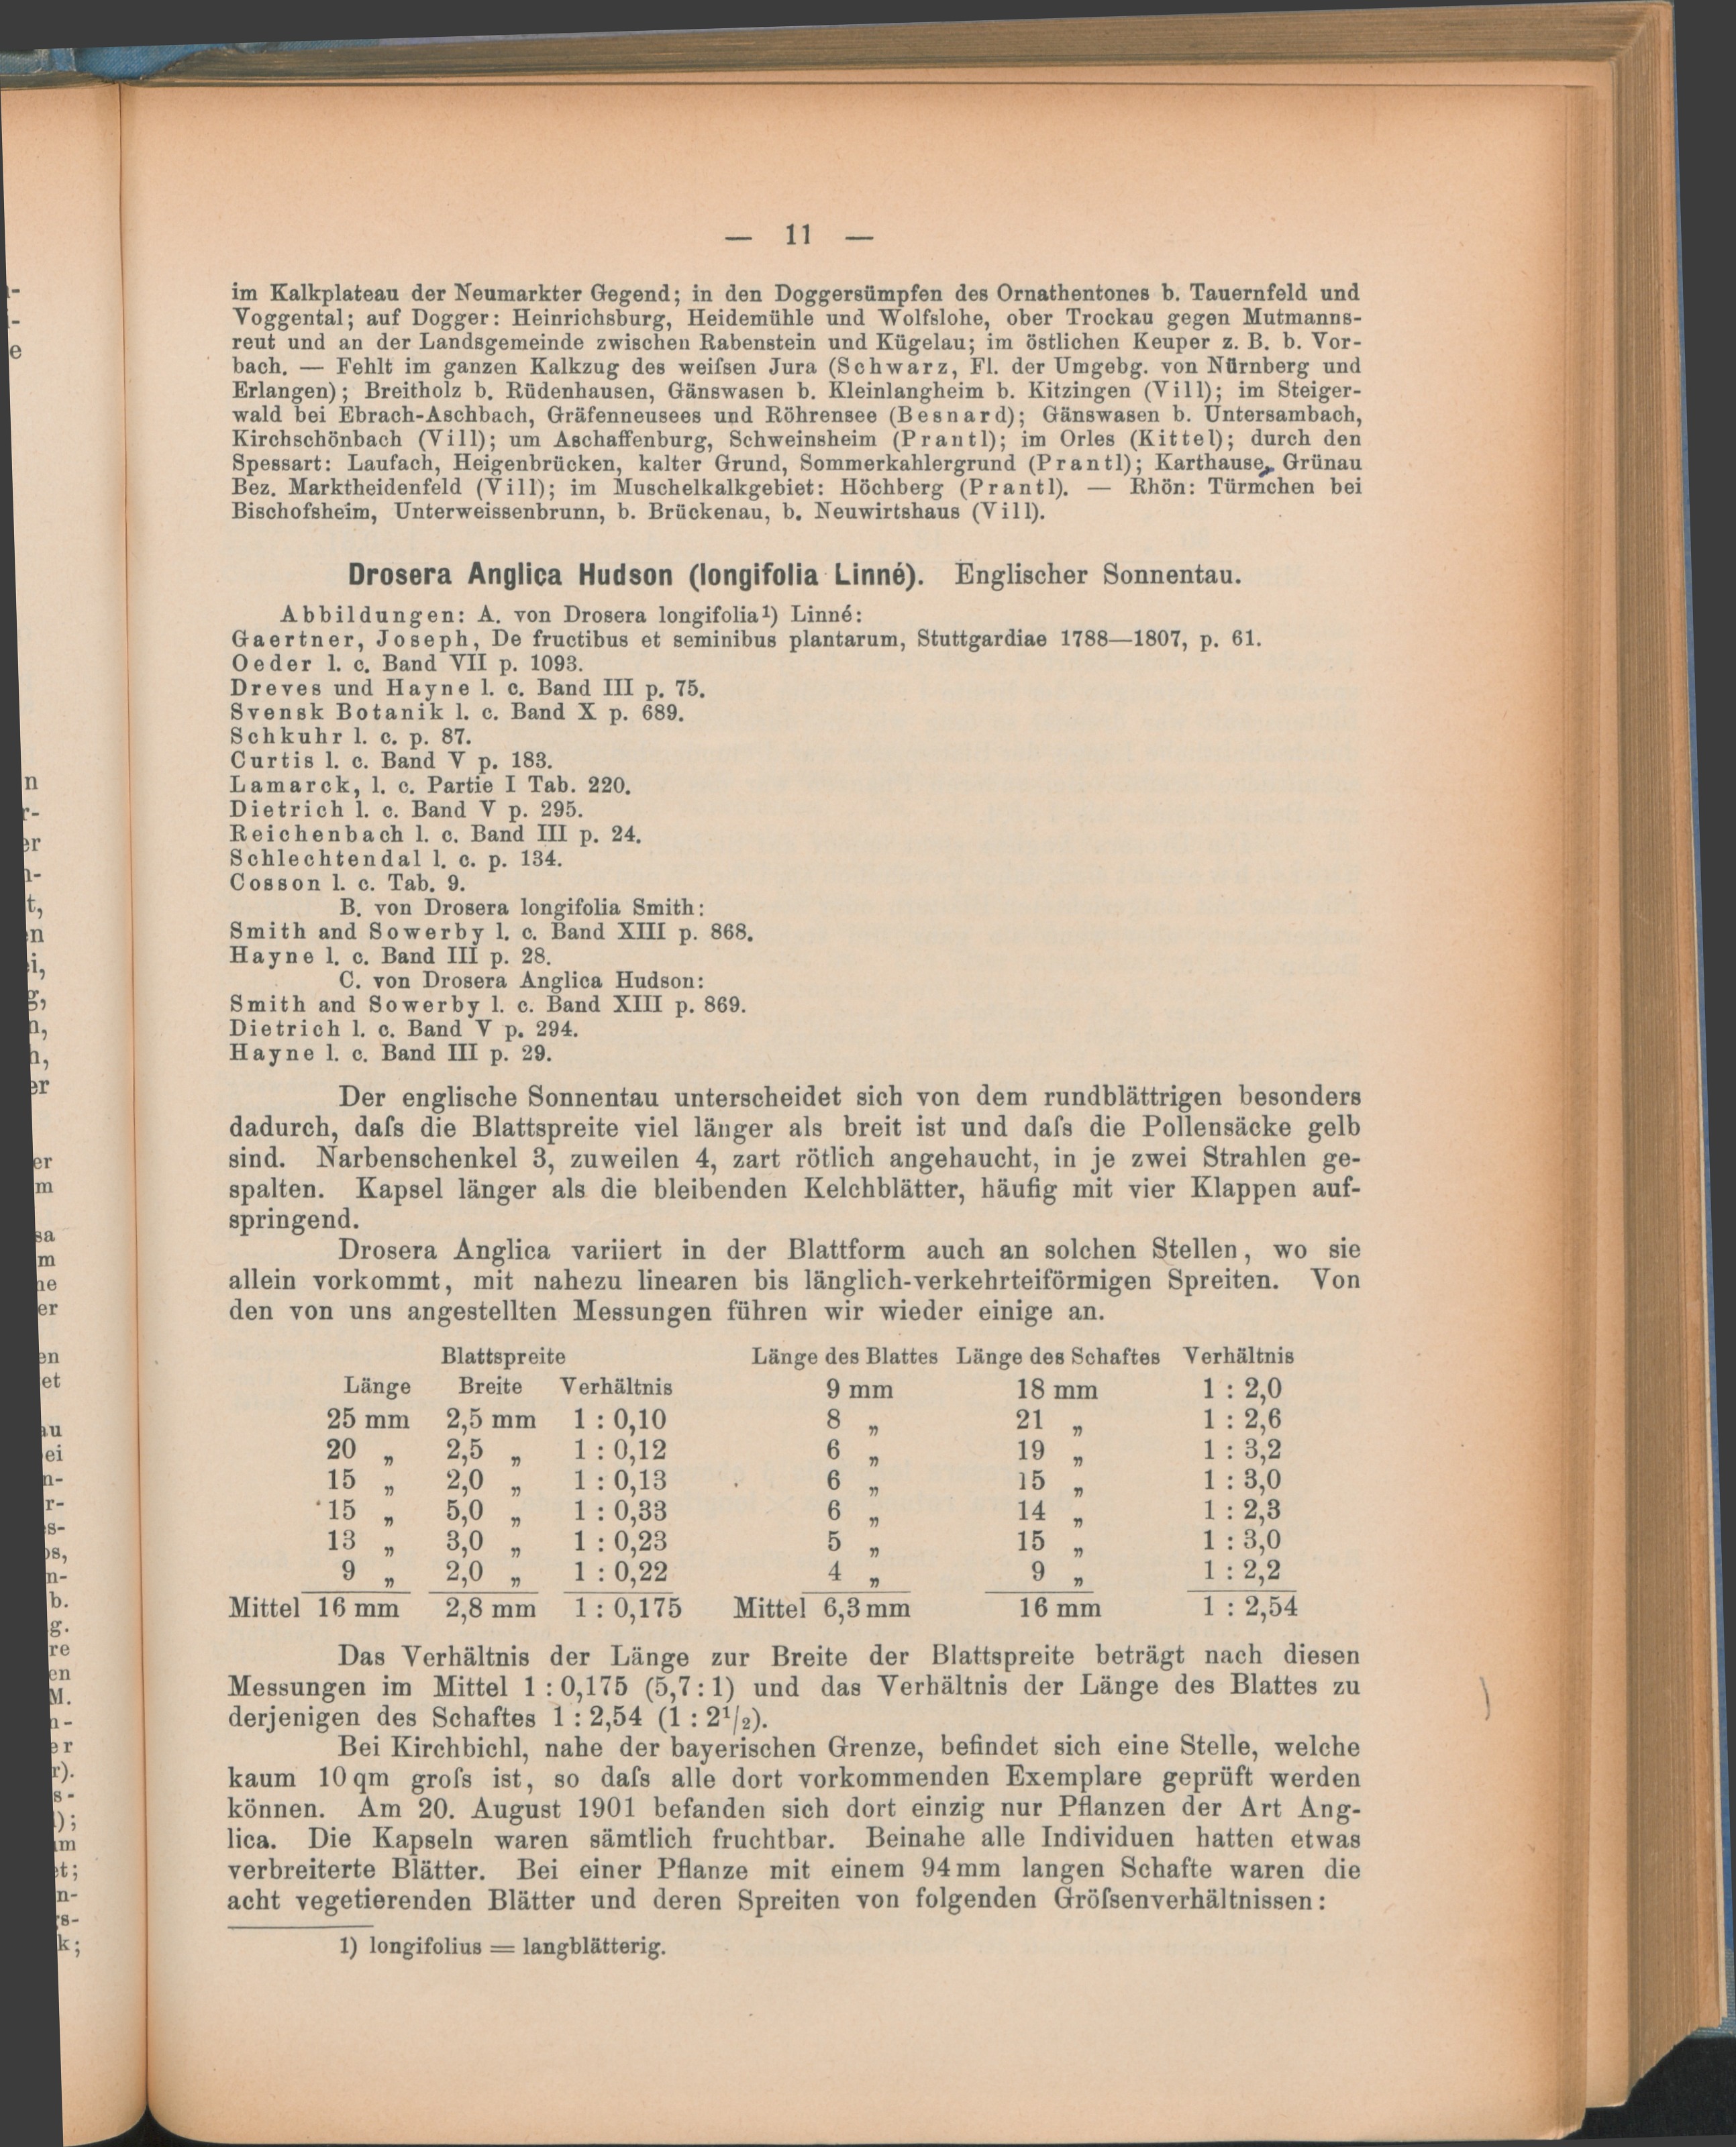 — 11 —
im Kalkplateau der Neumarkter Gegend; in den Doggersümpfen des Ornathentones b. Tauernfeld und
Voggental; auf Dogger: Heinrichsburg, Heidemühle und Wolfslohe, ober Trockau gegen Mutmanns-
reut und an der Landsgemeinde zwischen Rabenstein und Kügelau; im östlichen Keuper z. B. b. Vor-
bach. — Fehlt im ganzen Kalkzug des weiſsen Jura (Schwarz, Fl. der Umgebg. von Nürnberg und
Erlangen); Breitholz b. Rüdenhausen, Gänswasen b. Kleinlangheim b. Kitzingen (Vill); im Steiger-
wald bei Ebrach-Aschbach, Gräfenneusees und Röhrensee (Besnard); Gänswasen b. Untersambach,
Kirchschönbach (Vill); um Aschaffenburg, Schweinsheim (Prantl); im Orles (Kittel); durch den
Spessart: Laufach, Heigenbrücken, kalter Grund, Sommerkahlergrund (Prantl); Karthause, Grünau
Bez. Marktheidenfeld (Vill); im Muschelkalkgebiet: Höchberg (Prantl). — Rhön: Türmchen bei
Bischofsheim, Unterweissenbrunn, b. Brückenau, b. Neuwirtshaus (Vill).
Drosera Anglica Hudson (longifolia Linné). Englischer Sonnentau.
Abbildungen: A. von Drosera longifolia¹) Linné:
Gaertner, Joseph, De fructibus et seminibus plantarum, Stuttgardiae 1788—1807, p. 61.
Oeder l. c. Band VII p. 1093.
Dreves und Hayne l. c. Band III p. 75.
Svensk Botanik l. c. Band X p. 689.
Schkuhr l. c. p. 87.
Curtis l. c. Band V p. 183.
Lamarck, l. c. Partie I Tab. 220.
Dietrich l. c. Band V p. 295.
Reichenbach l. c. Band III p. 24.
Schlechtendal l. c. p. 134.
Cosson l. c. Tab. 9.
B. von Drosera longifolia Smith:
Smith and Sowerby l. c. Band XIII p. 868.
Hayne l. c. Band III p. 28.
C. von Drosera Anglica Hudson:
Smith and Sowerby l. c. Band XIII p. 869.
Dietrich l. c. Band V p. 294.
Hayne l. c. Band III p. 29.
Der englische Sonnentau unterscheidet sich von dem rundblättrigen besonders
dadurch, daſs die Blattspreite viel länger als breit ist und daſs die Pollensäcke gelb
sind. Narbenschenkel 3, zuweilen 4, zart rötlich angehaucht, in je zwei Strahlen ge-
spalten. Kapsel länger als die bleibenden Kelchblätter, häufig mit vier Klappen auf-
springend.
Drosera Anglica variiert in der Blattform auch an solchen Stellen, wo sie
allein vorkommt, mit nahezu linearen bis länglich-verkehrteiförmigen Spreiten. Von
den von uns angestellten Messungen führen wir wieder einige an.
Blattspreite Länge des Blattes Länge des Schaftes Verhältnis
Länge Breite Verhältnis 9 mm 18 mm 1 : 2,0
25 mm 2,5 mm 1 : 0,10 8 „ 21 „ 1 : 2,6
20 „ 2,5 „ 1 : 0,12 6 „ 19 „ 1 : 3,2
15 „ 2,0 „ 1 : 0,13 6 „ 15 „ 1 : 3,0
15 „ 5,0 „ 1 : 0,33 6 „ 14 „ 1 : 2,3
13 „ 3,0 „ 1 : 0,23 5 „ 15 „ 1 : 3,0
9 „ 2,0 „ 1 : 0,22 4 „ 9 „ 1 : 2,2
Mittel 16 mm 2,8 mm 1 : 0,175 Mittel 6,3 mm 16 mm 1 : 2,54
Das Verhältnis der Länge zur Breite der Blattspreite beträgt nach diesen
Messungen im Mittel 1 : 0,175 (5,7 : 1) und das Verhältnis der Länge des Blattes zu
derjenigen des Schaftes 1 : 2,54 (1 : 2¹/₂).
Bei Kirchbichl, nahe der bayerischen Grenze, befindet sich eine Stelle, welche
kaum 10 qm groſs ist, so daſs alle dort vorkommenden Exemplare geprüft werden
können. Am 20. August 1901 befanden sich dort einzig nur Pflanzen der Art Ang-
lica. Die Kapseln waren sämtlich fruchtbar. Beinahe alle Individuen hatten etwas
verbreiterte Blätter. Bei einer Pflanze mit einem 94 mm langen Schafte waren die
acht vegetierenden Blätter und deren Spreiten von folgenden Gröſsenverhältnissen:
1) longifolius = langblätterig.